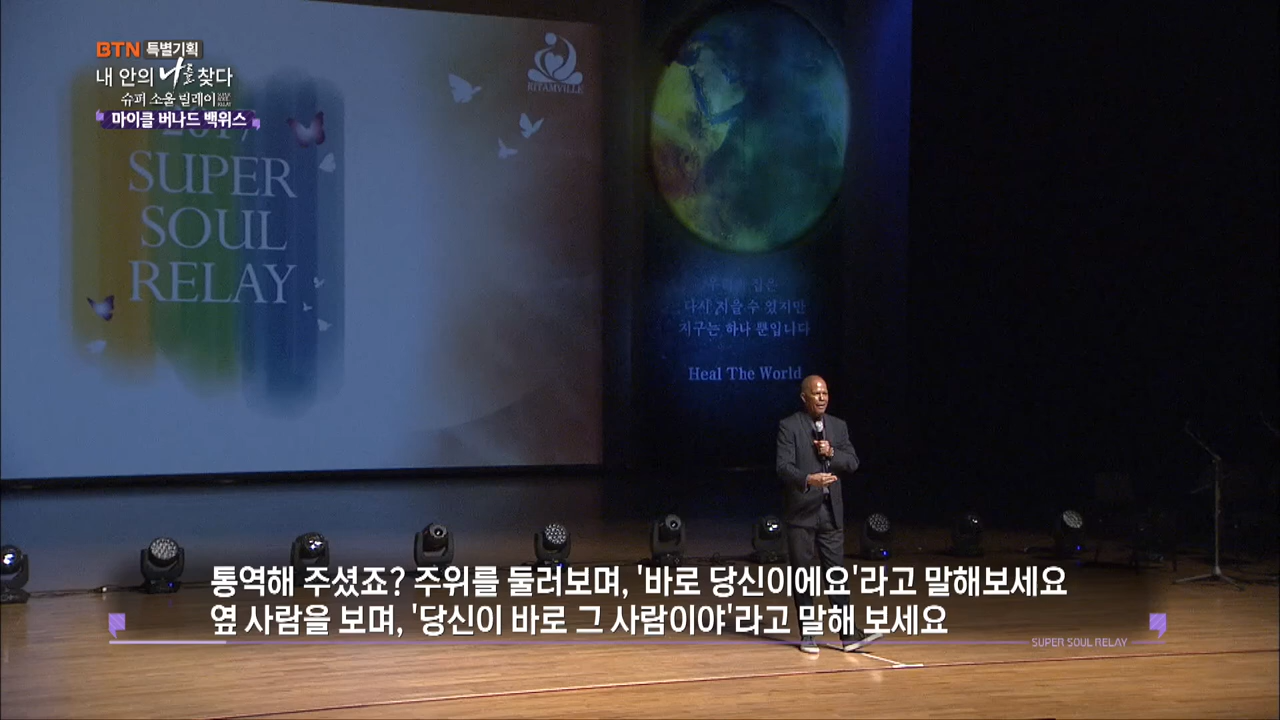 BTN 특별기획
내 안의 나를 찾다
슈퍼 소울 릴레이
마이클 버나드 백위스
2017
SUPER
SOUL
RELAY
RITAMVILLE
집은
다시 지을 수 있지만
지구는 하나 뿐입니다
Heal The World
통역해 주셨죠? 주위를 둘러보며, '바로 당신이에요'라고 말해보세요
옆 사람을 보며, '당신이 바로 그 사람이야'라고 말해 보세요
SUPER SOUL RELAY